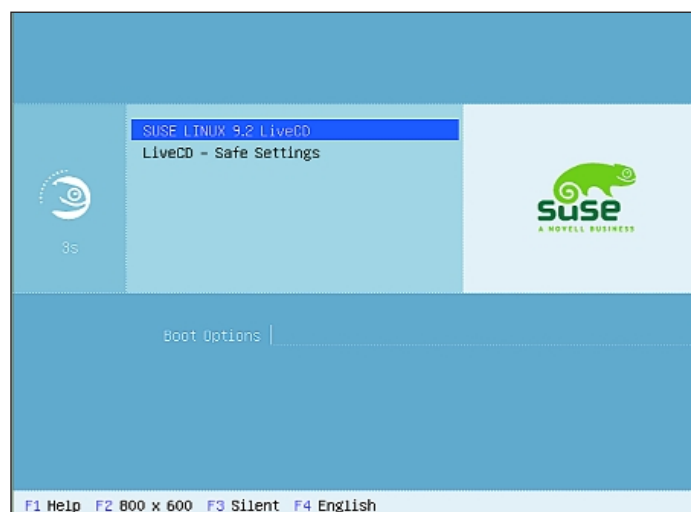 SUSE LINUX 9.2 LiveCD
LiveCD - Safe Settings
3s
SUSE
A NOVELL BUSINESS
Boot Options
F1 Help F2 800 x 600 F3 Silent F4 English